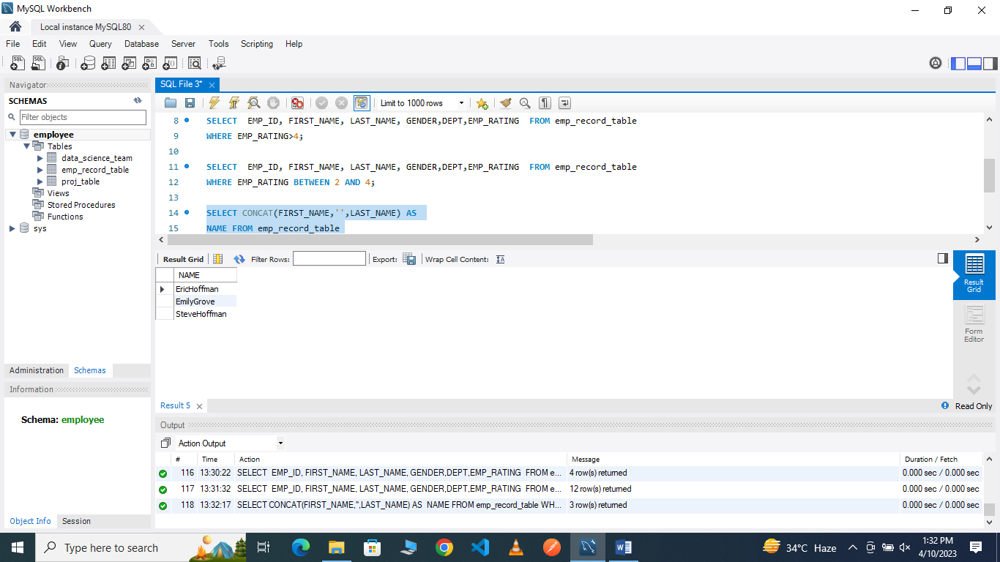 MySQL Workbench
Local instance MySQL80
File Edit View Query Database Server Tools Scripting Help
Navigator
SCHEMAS
Filter objects
employee
Tables
data_science_team
emp_record_table
proj_table
Views
Stored Procedures
Functions
sys
Administration Schemas
Information
Schema: employee
Object Info Session
SQL File 3*
Limit to 1000 rows
8 SELECT  EMP_ID, FIRST_NAME, LAST_NAME, GENDER,DEPT,EMP_RATING  FROM emp_record_table
9 WHERE EMP_RATING>4;
10
11 SELECT  EMP_ID, FIRST_NAME, LAST_NAME, GENDER,DEPT,EMP_RATING  FROM emp_record_table
12 WHERE EMP_RATING BETWEEN 2 AND 4;
13
14 SELECT CONCAT(FIRST_NAME,'',LAST_NAME) AS
15 NAME FROM emp_record_table
Result Grid Filter Rows: Export: Wrap Cell Content:
NAME
EricHoffman
EmilyGrove
SteveHoffman
Result
Grid
Form
Editor
Result 5
Read Only
Output
Action Output
# Time Action Message Duration / Fetch
116 13:30:22 SELECT  EMP_ID, FIRST_NAME, LAST_NAME, GENDER,DEPT,EMP_RATING  FROM e... 4 row(s) returned 0.000 sec / 0.000 sec
117 13:31:32 SELECT  EMP_ID, FIRST_NAME, LAST_NAME, GENDER,DEPT,EMP_RATING  FROM e... 12 row(s) returned 0.000 sec / 0.000 sec
118 13:32:17 SELECT CONCAT(FIRST_NAME,'',LAST_NAME) AS  NAME FROM emp_record_table WH... 3 row(s) returned 0.000 sec / 0.000 sec
Type here to search
34°C Haze
1:32 PM
4/10/2023